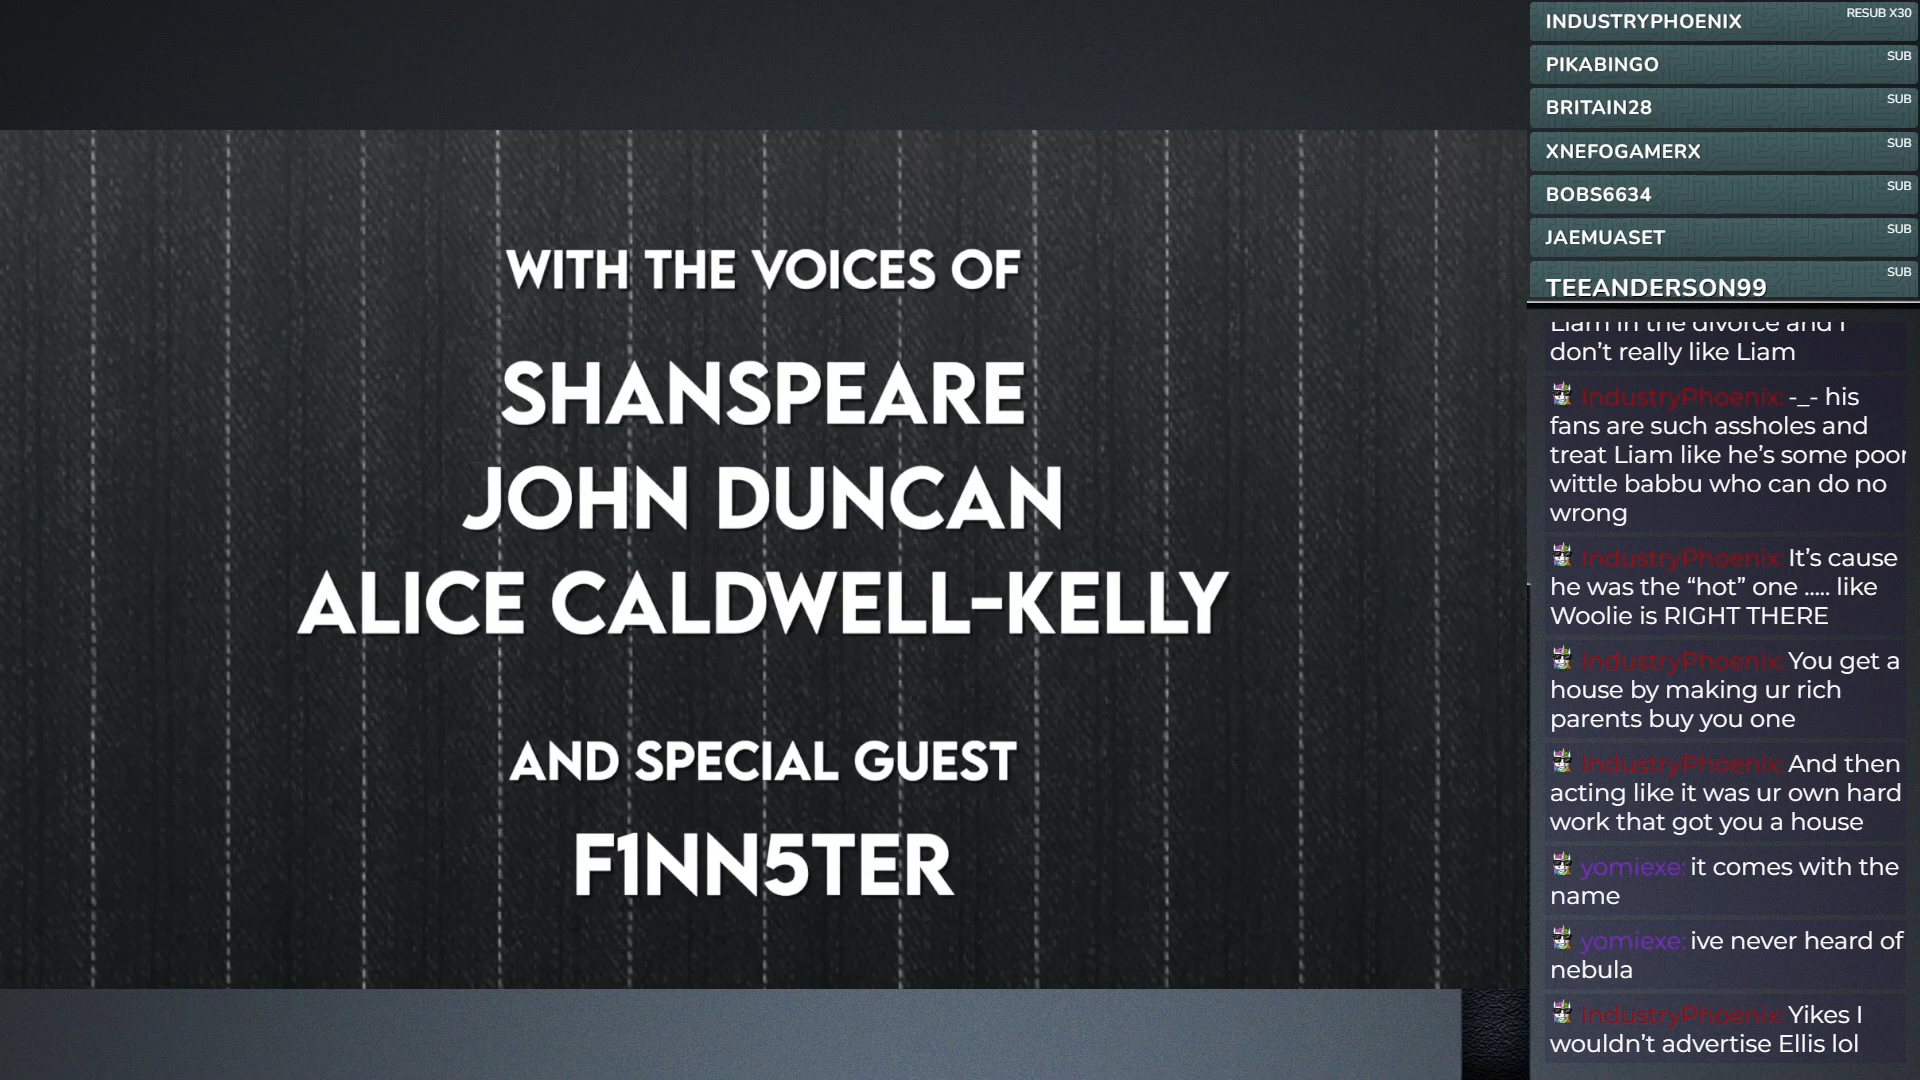 WITH THE VOICES OF
SHANSPEARE
JOHN DUNCAN
ALICE CALDWELL-KELLY
AND SPECIAL GUEST
F1NN5TER
INDUSTRYPHOENIX RESUB X30
PIKABINGO SUB
BRITAIN28 SUB
XNEFOGAMERX SUB
BOBS6634 SUB
JAEMUASET SUB
TEEANDERSON99 SUB
Liam in the divorce and I
don't really like Liam
IndustryPhoenix: -_- his
fans are such assholes and
treat Liam like he's some poor
wittle babbu who can do no
wrong
IndustryPhoenix: It's cause
he was the “hot” one ..... like
Woolie is RIGHT THERE
IndustryPhoenix: You get a
house by making ur rich
parents buy you one
IndustryPhoenix: And then
acting like it was ur own hard
work that got you a house
yomiexe: it comes with the
name
yomiexe: ive never heard of
nebula
IndustryPhoenix: Yikes I
wouldn't advertise Ellis lol